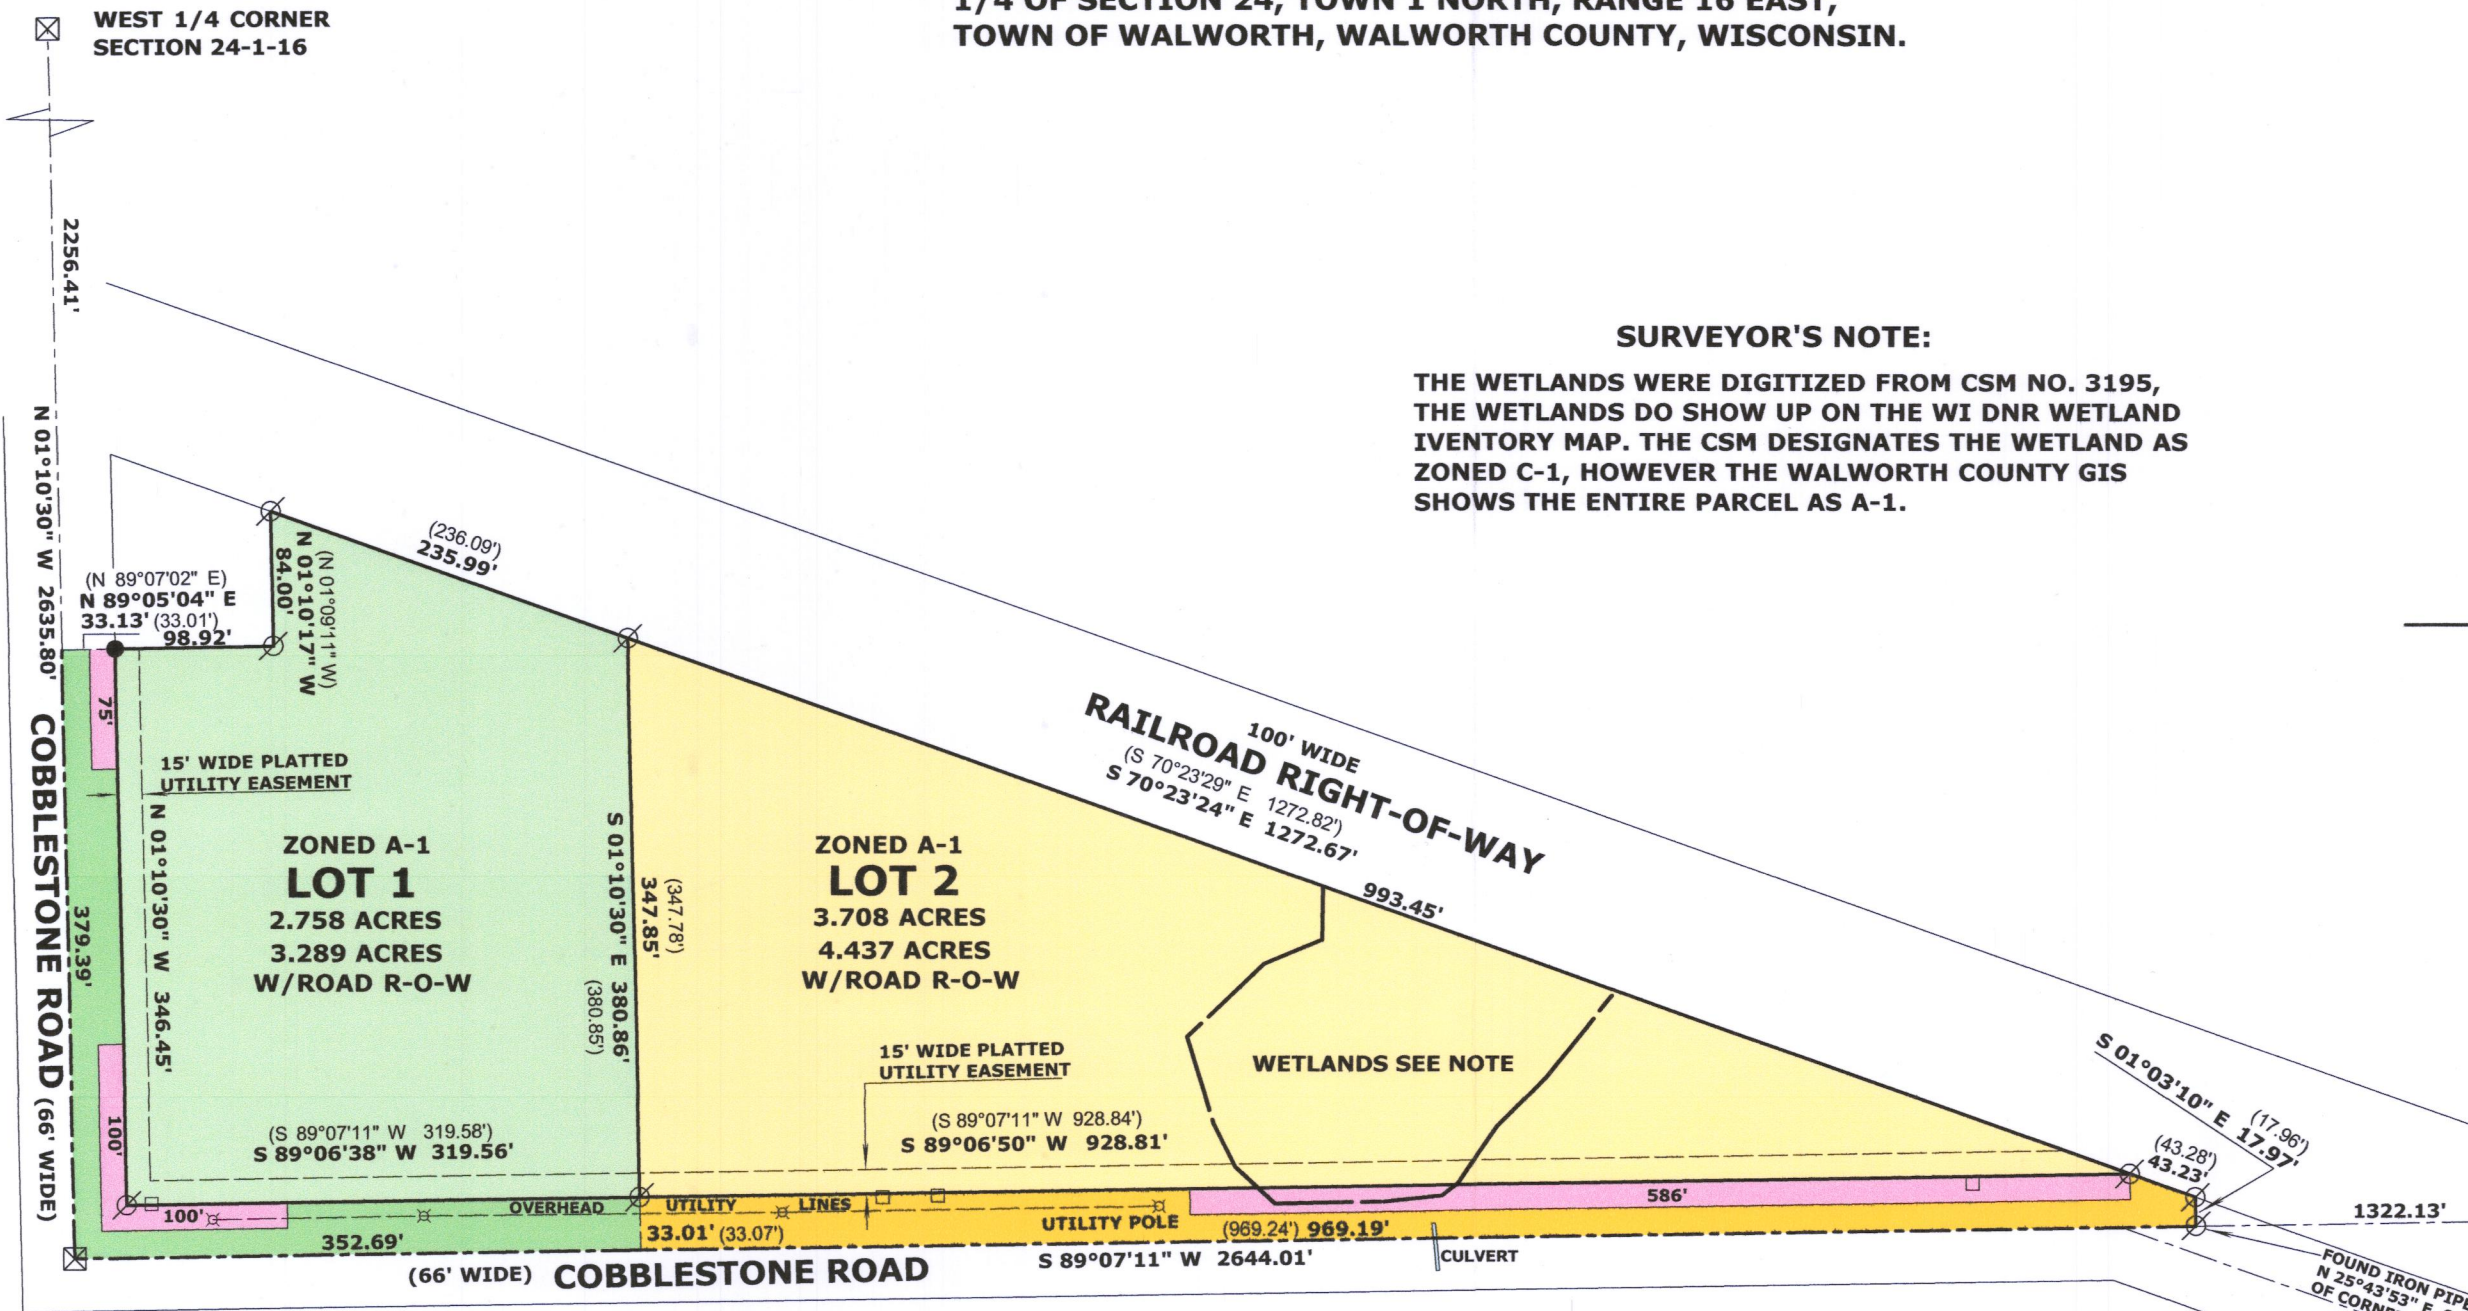 WEST 1/4 CORNER
SECTION 24-1-16
1/4 OF SECTION 24, TOWN 1 NORTH, RANGE 16 EAST,
TOWN OF WALWORTH, WALWORTH COUNTY, WISCONSIN.
2256.41'
N 01°10'30" W 2635.80'
COBBLESTONE ROAD (66' WIDE)
SURVEYOR'S NOTE:
THE WETLANDS WERE DIGITIZED FROM CSM NO. 3195,
THE WETLANDS DO SHOW UP ON THE WI DNR WETLAND
IVENTORY MAP. THE CSM DESIGNATES THE WETLAND AS
ZONED C-1, HOWEVER THE WALWORTH COUNTY GIS
SHOWS THE ENTIRE PARCEL AS A-1.
(236.09')
235.99'
(N 01°09'11" W)
N 01°10'17" W
84.00'
(N 89°07'02" E)
N 89°05'04" E
33.13' (33.01')
98.92'
75'
15' WIDE PLATTED
UTILITY EASEMENT
N 01°10'30" W 346.45'
379.39'
100'
100'
ZONED A-1
LOT 1
2.758 ACRES
3.289 ACRES
W/ROAD R-O-W
(S 89°07'11" W 319.58')
S 89°06'38" W 319.56'
S 01°10'30" E 380.86'
(380.85')
(347.78')
347.85'
ZONED A-1
LOT 2
3.708 ACRES
4.437 ACRES
W/ROAD R-O-W
100' WIDE
RAILROAD RIGHT-OF-WAY
(S 70°23'29" E 1272.82')
S 70°23'24" E 1272.67'
993.45'
15' WIDE PLATTED
UTILITY EASEMENT
(S 89°07'11" W 928.84')
S 89°06'50" W 928.81'
WETLANDS SEE NOTE
S 01°03'10" E (17.96')
17.97'
(43.28')
43.23'
586'
1322.13'
OVERHEAD UTILITY LINES
UTILITY POLE
352.69'
33.01' (33.07')
(969.24') 969.19'
S 89°07'11" W 2644.01'
CULVERT
(66' WIDE) COBBLESTONE ROAD
FOUND IRON PIPE
N 25°43'53" E
OF